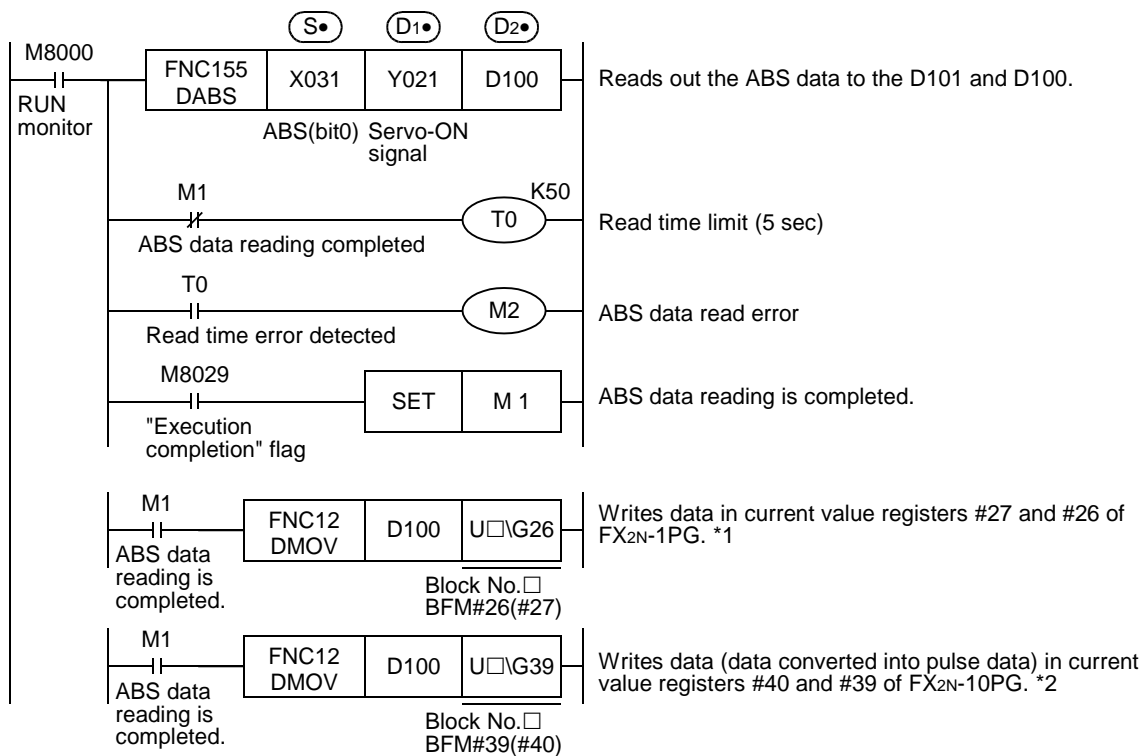 S• D1• D2•
M8000
FNC155 DABS X031 Y021 D100
Reads out the ABS data to the D101 and D100.
RUN monitor
ABS(bit0) Servo-ON signal
M1 K50
T0
Read time limit (5 sec)
ABS data reading completed
T0
M2
ABS data read error
Read time error detected
M8029
SET M 1
ABS data reading is completed.
"Execution
completion" flag
M1
FNC12 DMOV D100 U□\G26
Writes data in current value registers #27 and #26 of
FX2N-1PG. *1
ABS data
reading is
completed.
Block No.□
BFM#26(#27)
M1
FNC12 DMOV D100 U□\G39
Writes data (data converted into pulse data) in current
value registers #40 and #39 of FX2N-10PG. *2
ABS data
reading is
completed.
Block No.□
BFM#39(#40)